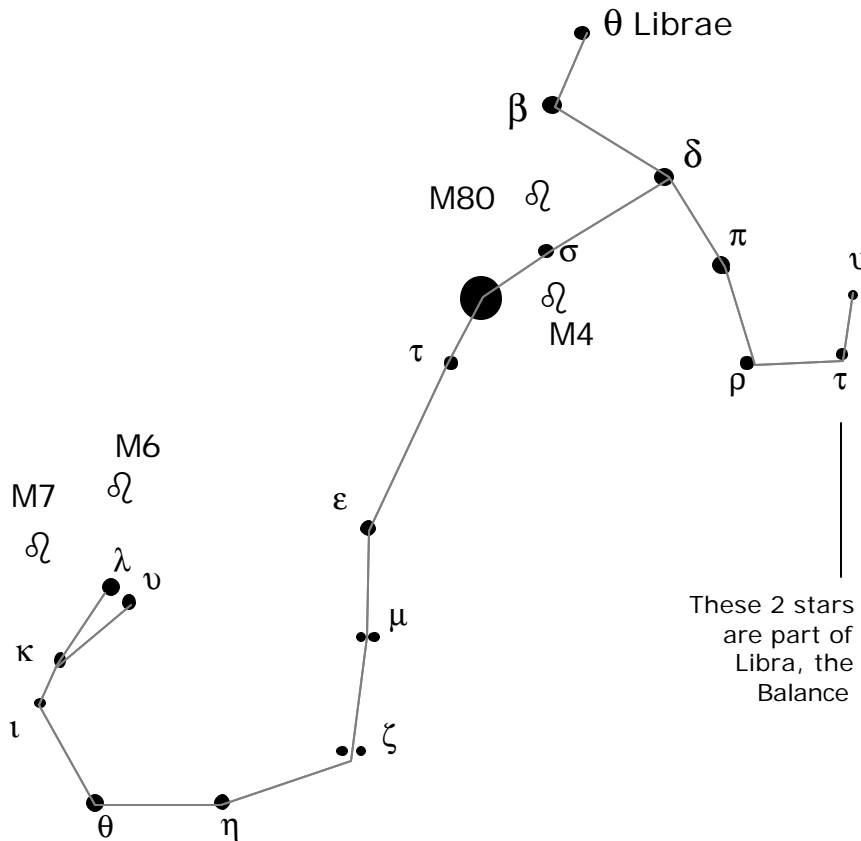 θ Librae
β
δ
M80 ♌
π
σ
υ
♌
M4
τ
ρ
τ
M6
♌
M7
♌
ε
λ
υ
These 2 stars
are part of
Libra, the
Balance
μ
κ
ι
ζ
θ
η